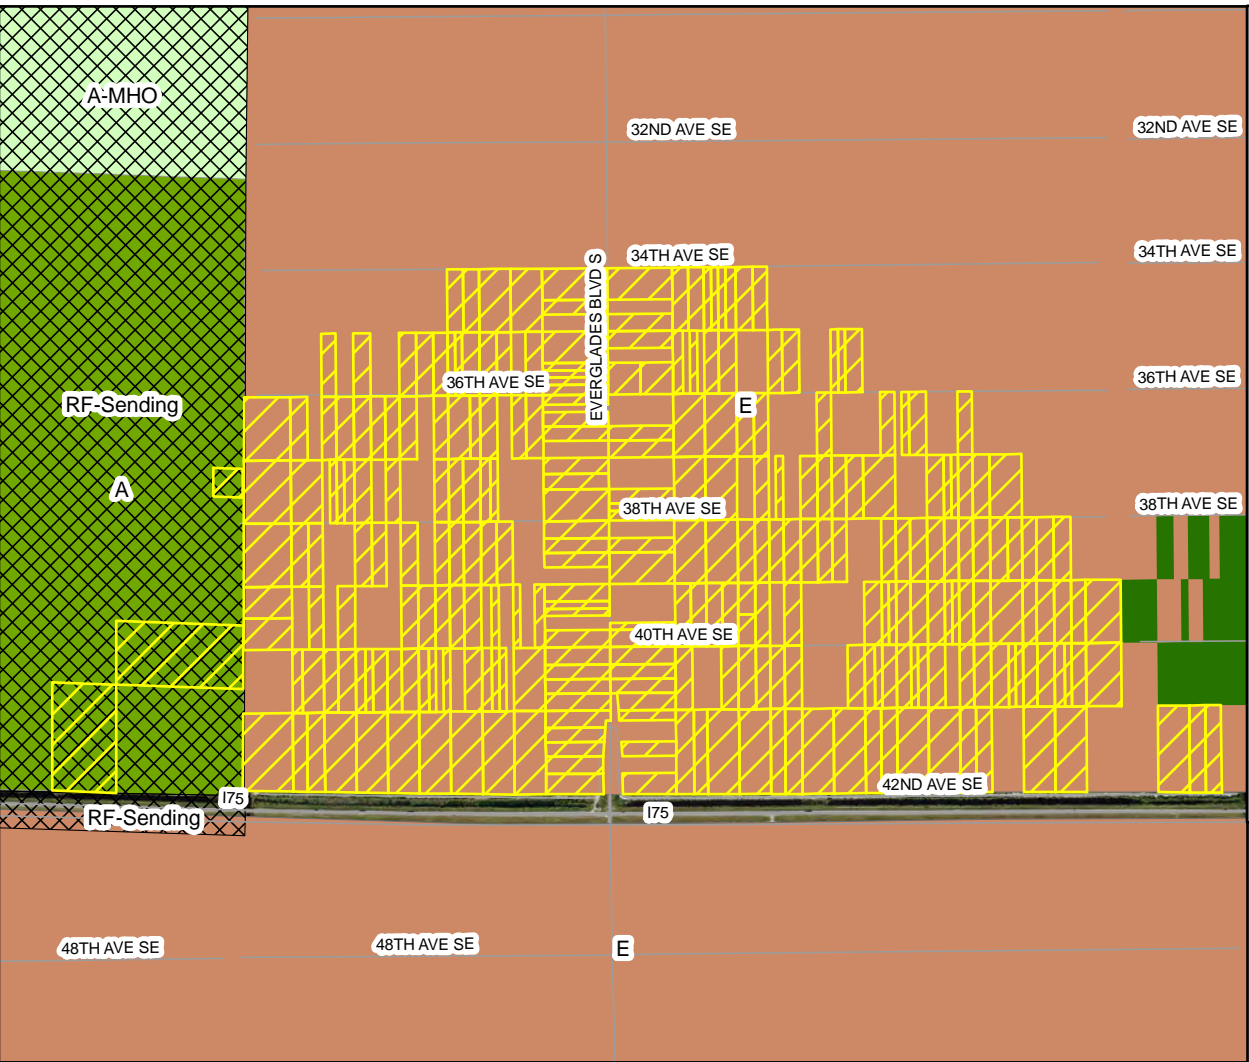 A-MHO
32ND AVE SE
32ND AVE SE
34TH AVE SE
34TH AVE SE
EVERGLADES BLVD S
36TH AVE SE
36TH AVE SE
RF-Sending
E
A
38TH AVE SE
38TH AVE SE
40TH AVE SE
42ND AVE SE
I75
I75
RF-Sending
48TH AVE SE
48TH AVE SE
E